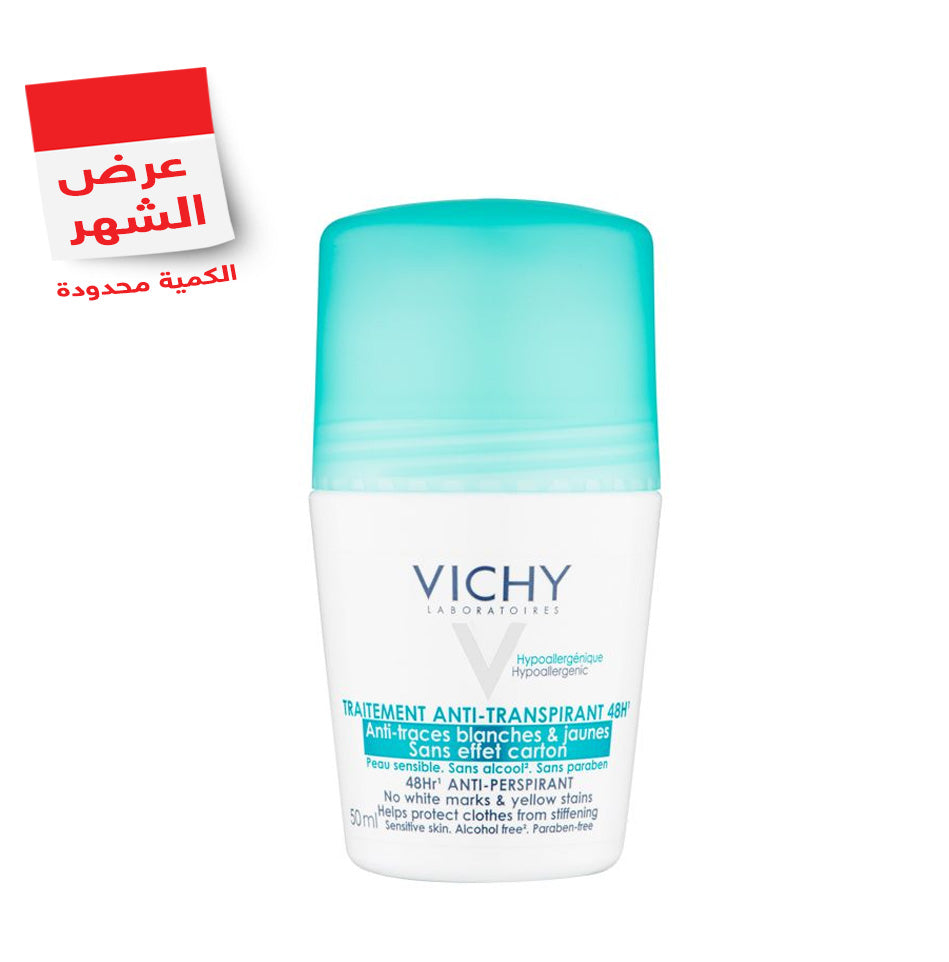 عرض
الشهر
الكمية محدودة
VICHY
LABORATOIRES
V
Hypoallergénique
Hypoallergenic
TRAITEMENT ANTI-TRANSPIRANT 48H¹
Anti-traces blanches & jaunes
Sans effet carton
Peau sensible. Sans alcool². Sans paraben
48Hr¹ ANTI-PERSPIRANT
No white marks & yellow stains
Helps protect clothes from stiffening
50ml
Sensitive skin. Alcohol free². Paraben-free